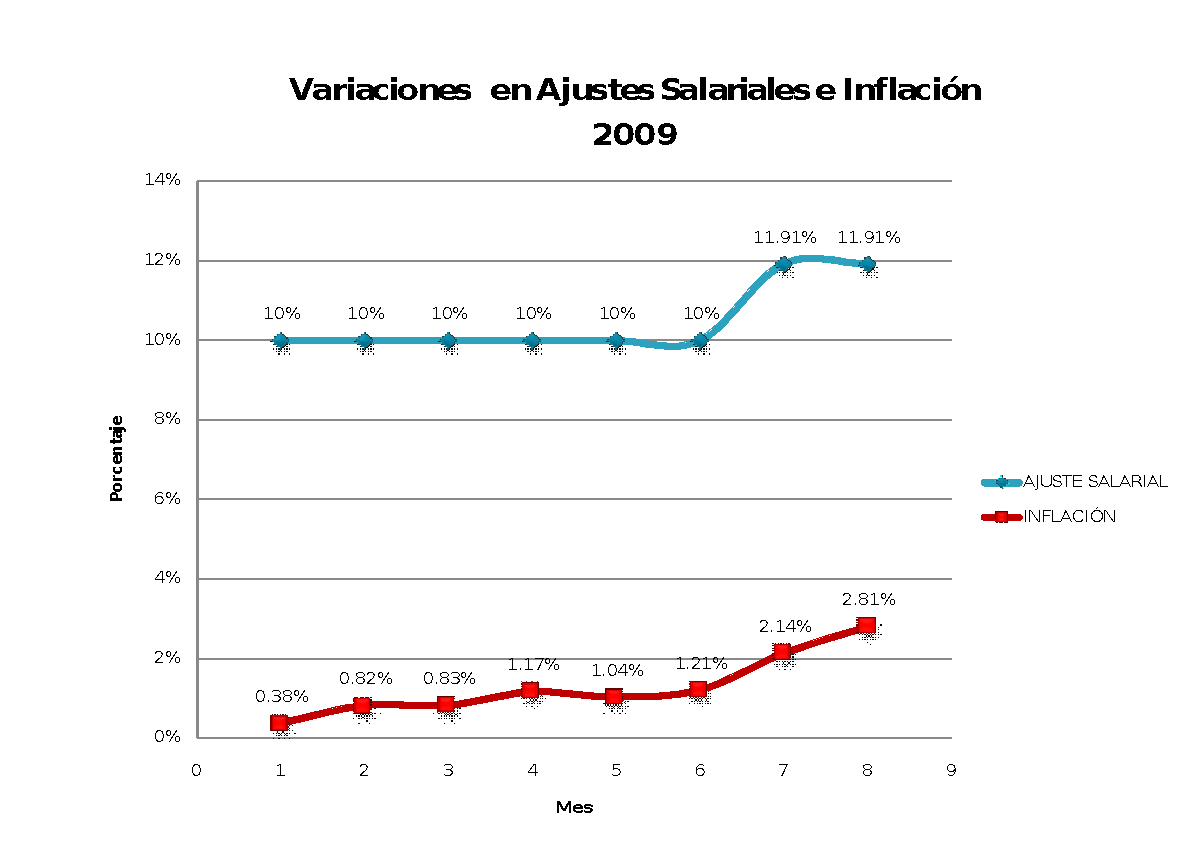 Variaciones en Ajustes Salariales e Inflación
2009
14%
12%
10%
8%
6%
4%
2%
0%
Porcentaje
11.91% 11.91%
10% 10% 10% 10% 10% 10%
0.38% 0.82% 0.83% 1.17% 1.04% 1.21% 2.14% 2.81%
AJUSTE SALARIAL
INFLACIÓN
0 1 2 3 4 5 6 7 8 9
Mes